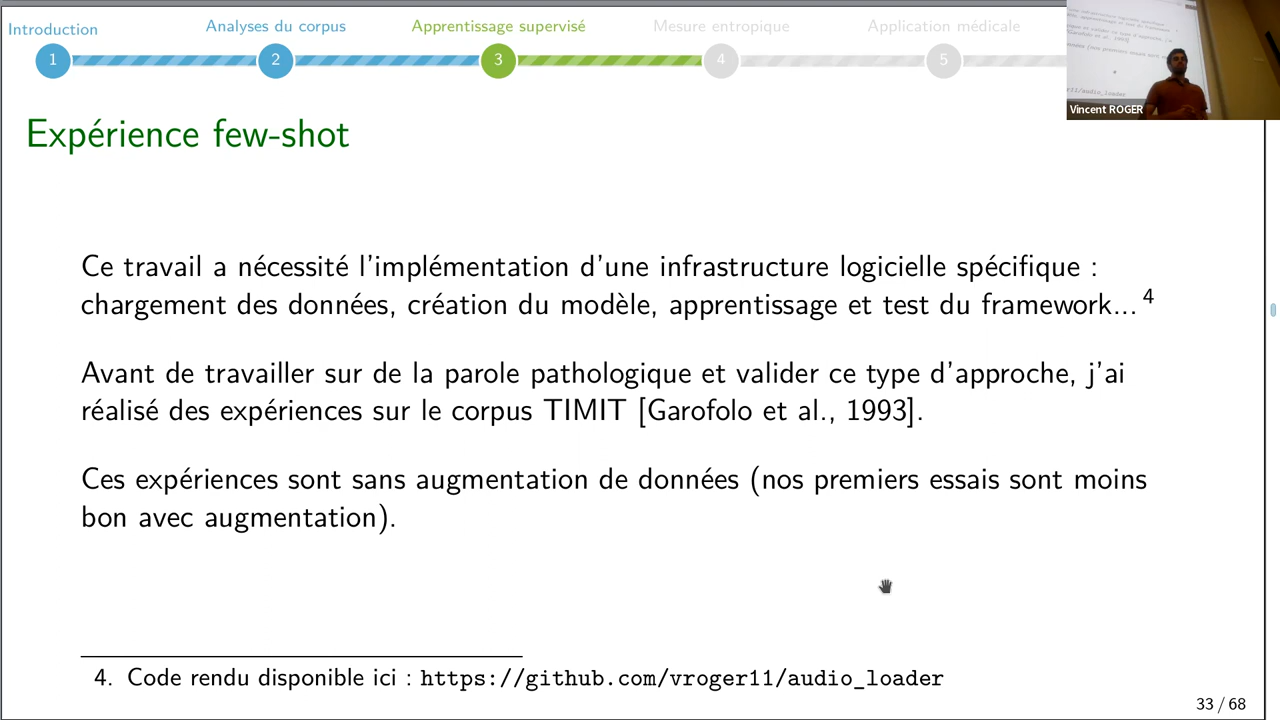 Introduction
Analyses du corpus
Apprentissage supervisé
Mesure entropique
Application médicale
1
2
3
4
5
Vincent ROGER
Expérience few-shot
Ce travail a nécessité l'implémentation d'une infrastructure logicielle spécifique :
chargement des données, création du modèle, apprentissage et test du framework... 4
Avant de travailler sur de la parole pathologique et valider ce type d'approche, j'ai
réalisé des expériences sur le corpus TIMIT [Garofolo et al., 1993].
Ces expériences sont sans augmentation de données (nos premiers essais sont moins
bon avec augmentation).
4. Code rendu disponible ici : https://github.com/vroger11/audio_loader
33 / 68